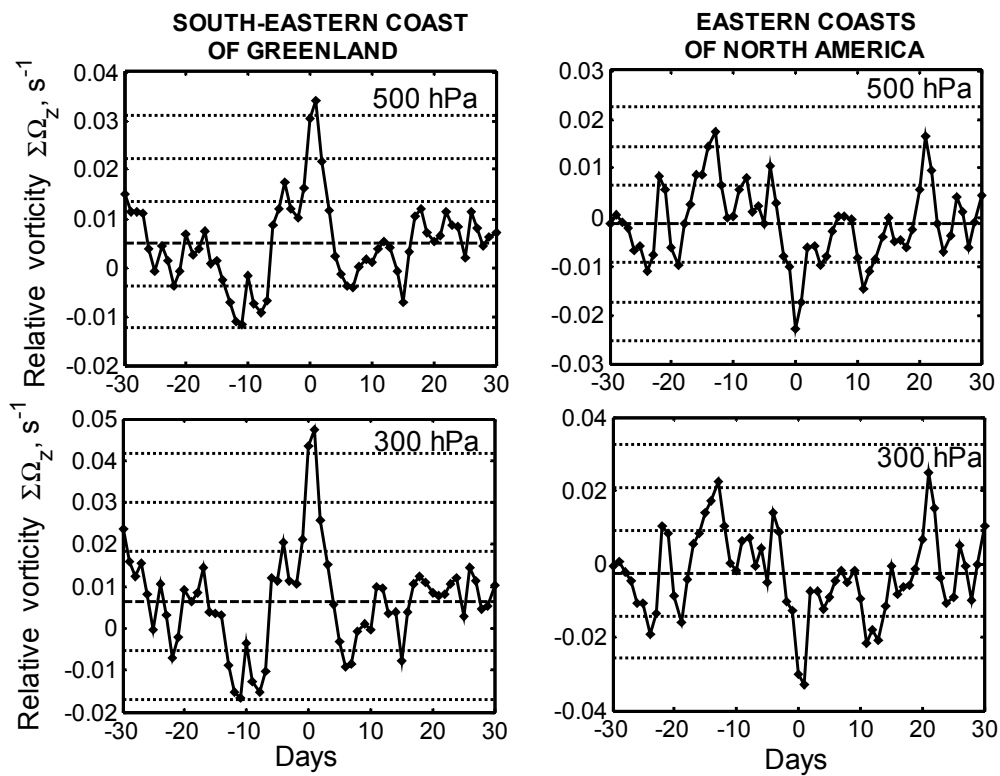 SOUTH-EASTERN COAST
OF GREENLAND
EASTERN COASTS
OF NORTH AMERICA
Relative vorticity ΣΩz, s-1
500 hPa
0.04
0.03
0.02
0.01
0
-0.01
-0.02
-30 -20 -10 0 10 20 30
500 hPa
0.03
0.02
0.01
0
-0.01
-0.02
-0.03
-30 -20 -10 0 10 20 30
Relative vorticity ΣΩz, s-1
300 hPa
0.05
0.04
0.03
0.02
0.01
0
-0.01
-0.02
-30 -20 -10 0 10 20 30
Days
300 hPa
0.04
0.02
0
-0.02
-0.04
-30 -20 -10 0 10 20 30
Days